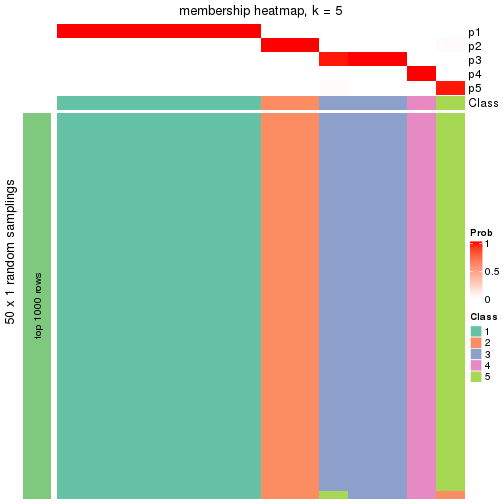 membership heatmap, k = 5
p1
p2
p3
p4
p5
Class
50 x 1 random samplings
top 1000 rows
Prob
1
0.5
0
Class
1
2
3
4
5